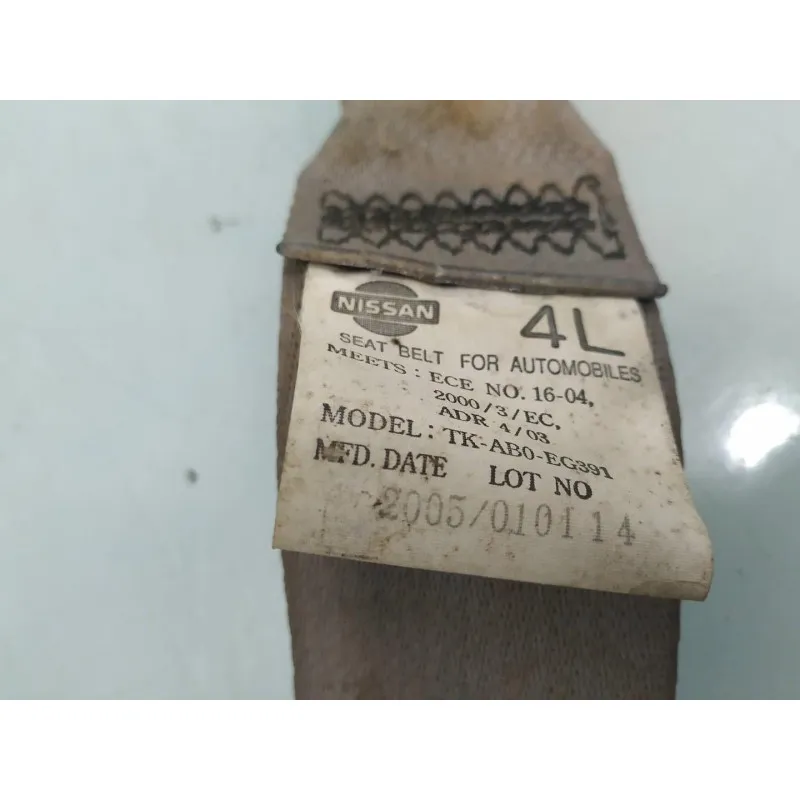 NISSAN
4L
SEAT BELT FOR AUTOMOBILES
MEETS : ECE NO. 16-04,
2000/3/EC,
ADR 4/03
MODEL: TK-AB0-EG391
MFD. DATE LOT NO
2005/010114